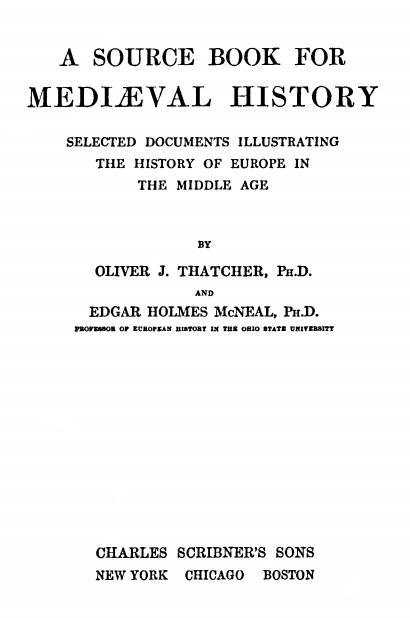 A SOURCE BOOK FOR
MEDIÆVAL HISTORY
SELECTED DOCUMENTS ILLUSTRATING
THE HISTORY OF EUROPE IN
THE MIDDLE AGE
BY
OLIVER J. THATCHER, Ph.D.
AND
EDGAR HOLMES McNEAL, Ph.D.
PROFESSOR OF EUROPEAN HISTORY IN THE OHIO STATE UNIVERSITY
CHARLES SCRIBNER'S SONS
NEW YORK CHICAGO BOSTON